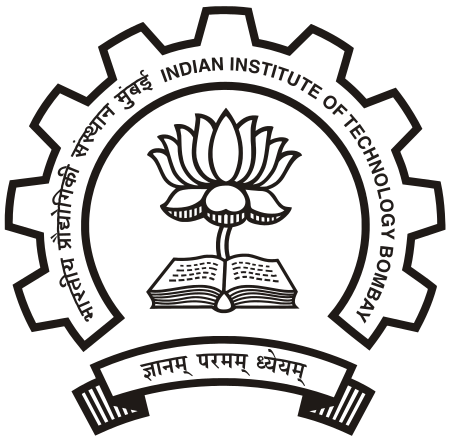 भारतीय प्रौद्योगिकी संस्थान मुंबई INDIAN INSTITUTE OF TECHNOLOGY BOMBAY
ज्ञानम् परमम् ध्येयम्